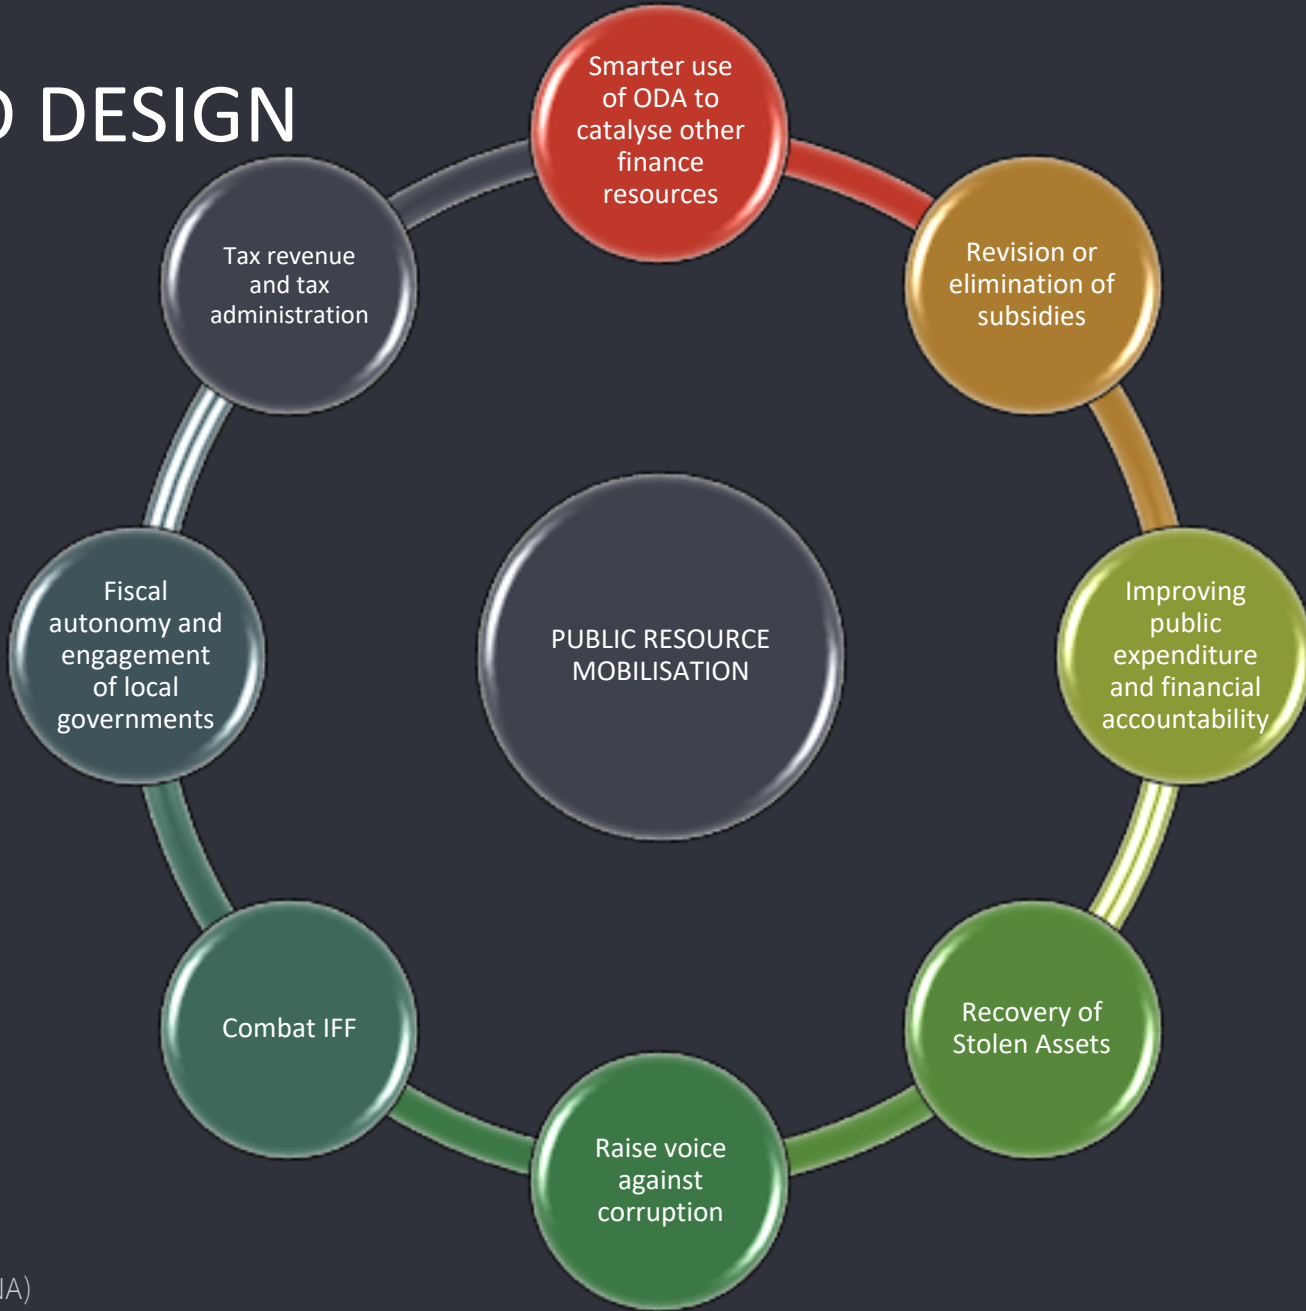 D DESIGN
Smarter use
of ODA to
catalyse other
finance
resources
Revision or
elimination of
subsidies
Improving
public
expenditure
and financial
accountability
Recovery of
Stolen Assets
Raise voice
against
corruption
Combat IFF
Fiscal
autonomy and
engagement
of local
governments
Tax revenue
and tax
administration
PUBLIC RESOURCE
MOBILISATION
NA)